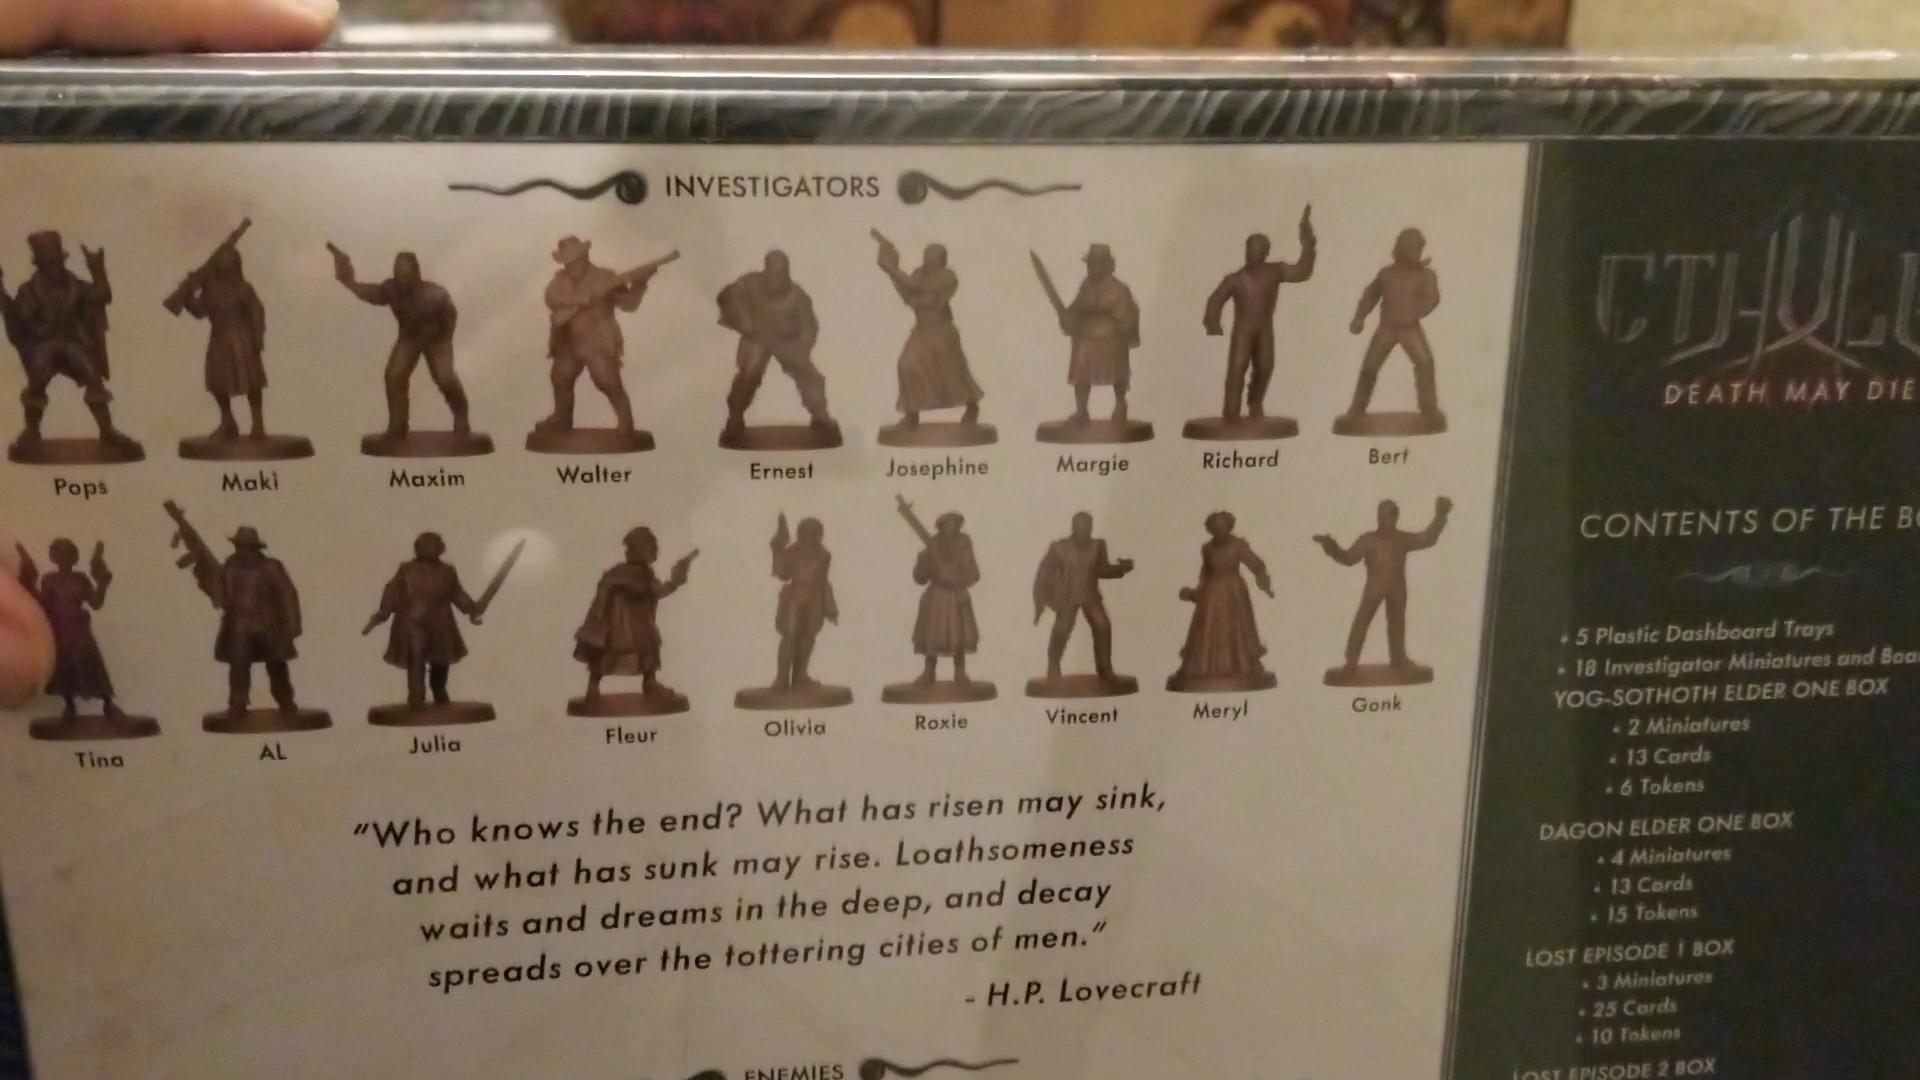 INVESTIGATORS
Pops Maki Maxim Walter Ernest Josephine Margie Richard Bert
Tina AL Julia Fleur Olivia Roxie Vincent Meryl Gonk
"Who knows the end? What has risen may sink,
and what has sunk may rise. Loathsomeness
waits and dreams in the deep, and decay
spreads over the tottering cities of men."
- H.P. Lovecraft
ENEMIES
DEATH MAY DIE
CONTENTS OF THE
• 5 Plastic Dashboard Trays
• 18 Investigator Miniatures and
YOG-SOTHOTH ELDER ONE BOX
• 2 Miniatures
• 13 Cards
• 6 Tokens
DAGON ELDER ONE BOX
• 4 Miniatures
• 13 Cards
• 15 Tokens
LOST EPISODE 1 BOX
• 3 Miniatures
• 25 Cards
• 10 Tokens
LOST EPISODE 2 BOX